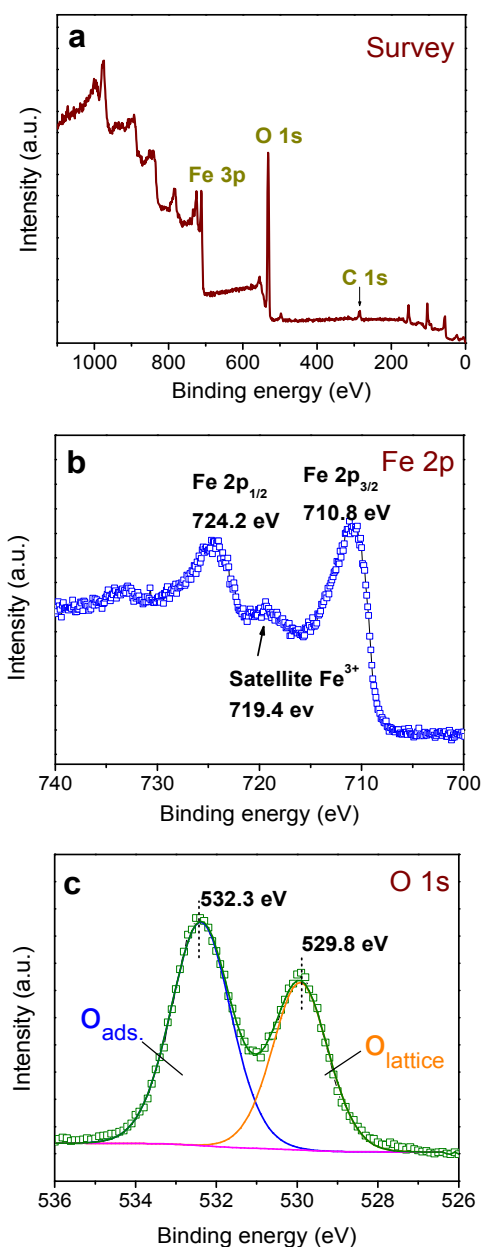 a
Survey
O 1s
Fe 3p
C 1s
Intensity (a.u.)
1000 800 600 400 200 0
Binding energy (eV)
b
Fe 2p
Fe 2p1/2
724.2 eV
Fe 2p3/2
710.8 eV
Satellite Fe3+
719.4 ev
Intensity (a.u.)
740 730 720 710 700
Binding energy (eV)
c
O 1s
532.3 eV
529.8 eV
Oads.
Olattice
Intensity (a.u.)
536 534 532 530 528 526
Binding energy (eV)